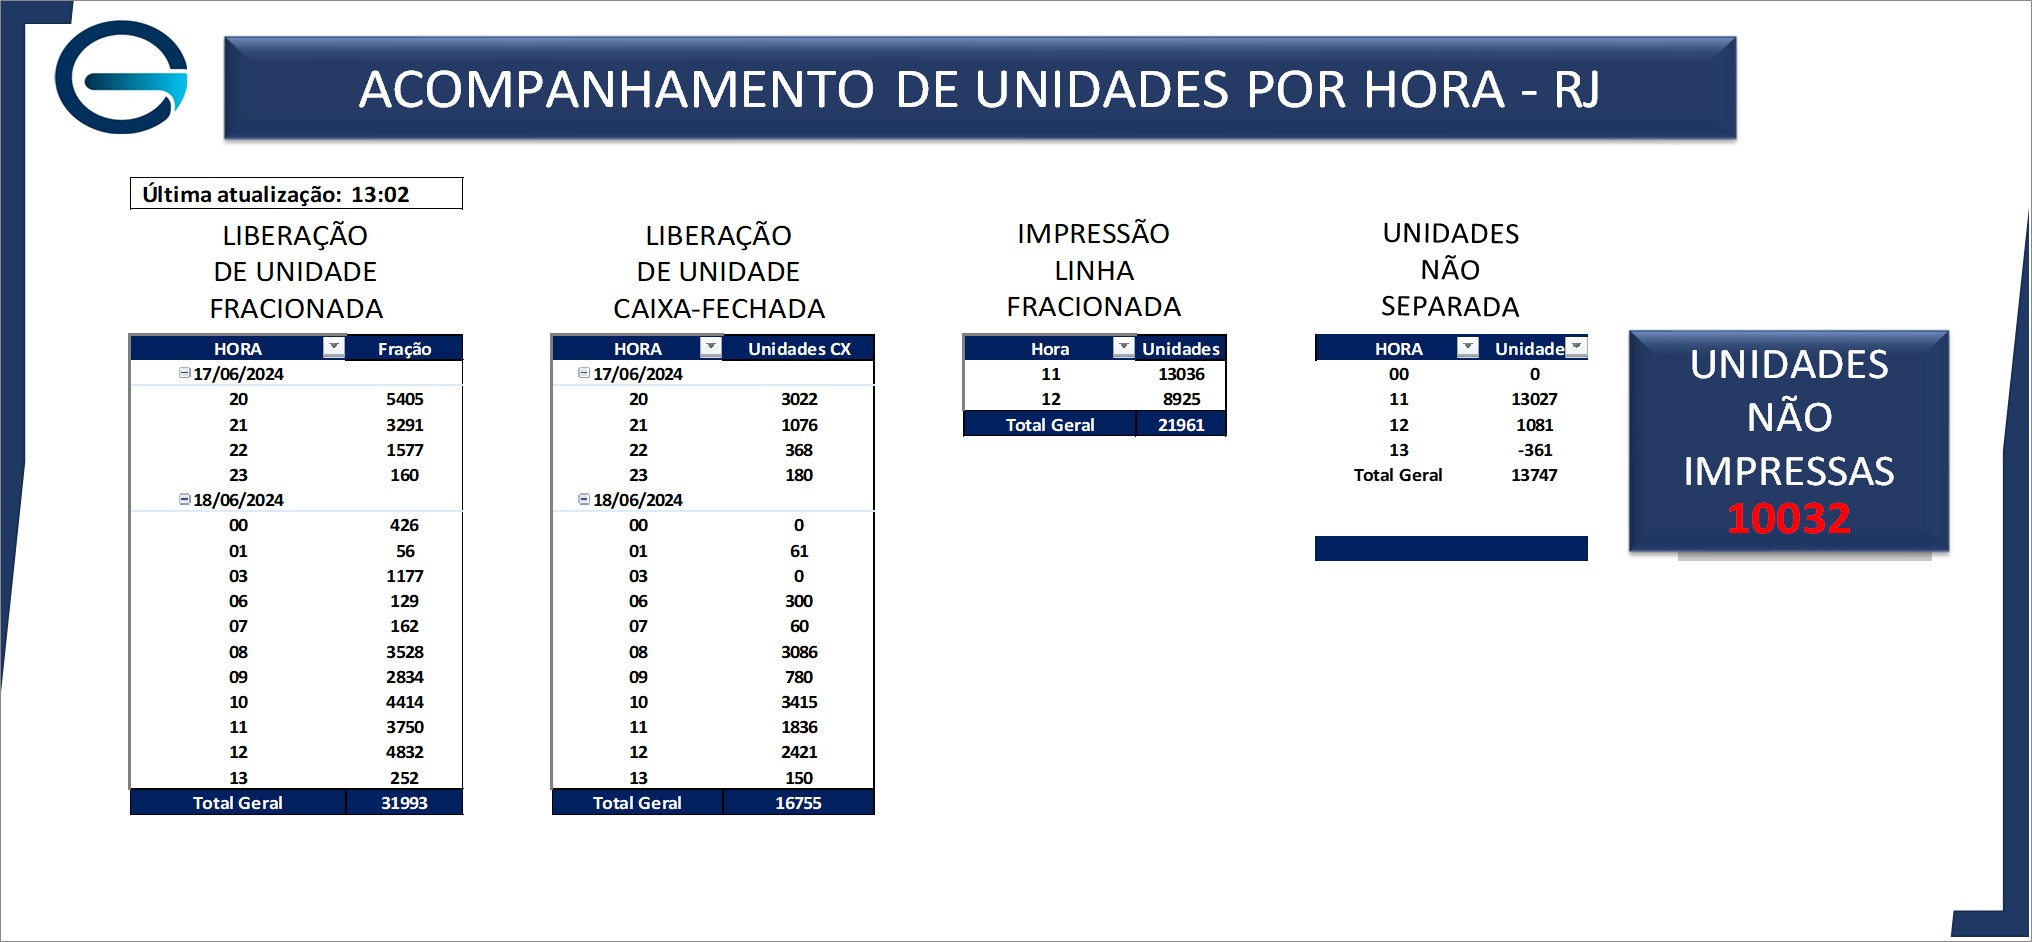 ACOMPANHAMENTO DE UNIDADES POR HORA - RJ
Última atualização: 13:02
LIBERAÇÃO
DE UNIDADE
FRACIONADA
HORA Fração
17/06/2024
20 5405
21 3291
22 1577
23 160
18/06/2024
00 426
01 56
03 1177
06 129
07 162
08 3528
09 2834
10 4414
11 3750
12 4832
13 252
Total Geral 31993
LIBERAÇÃO
DE UNIDADE
CAIXA-FECHADA
HORA Unidades CX
17/06/2024
20 3022
21 1076
22 368
23 180
18/06/2024
00 0
01 61
03 0
06 300
07 60
08 3086
09 780
10 3415
11 1836
12 2421
13 150
Total Geral 16755
IMPRESSÃO
LINHA
FRACIONADA
Hora Unidades
11 13036
12 8925
Total Geral 21961
UNIDADES
NÃO
SEPARADA
HORA Unidade
00 0
11 13027
12 1081
13 -361
Total Geral 13747
UNIDADES
NÃO
IMPRESSAS
10032